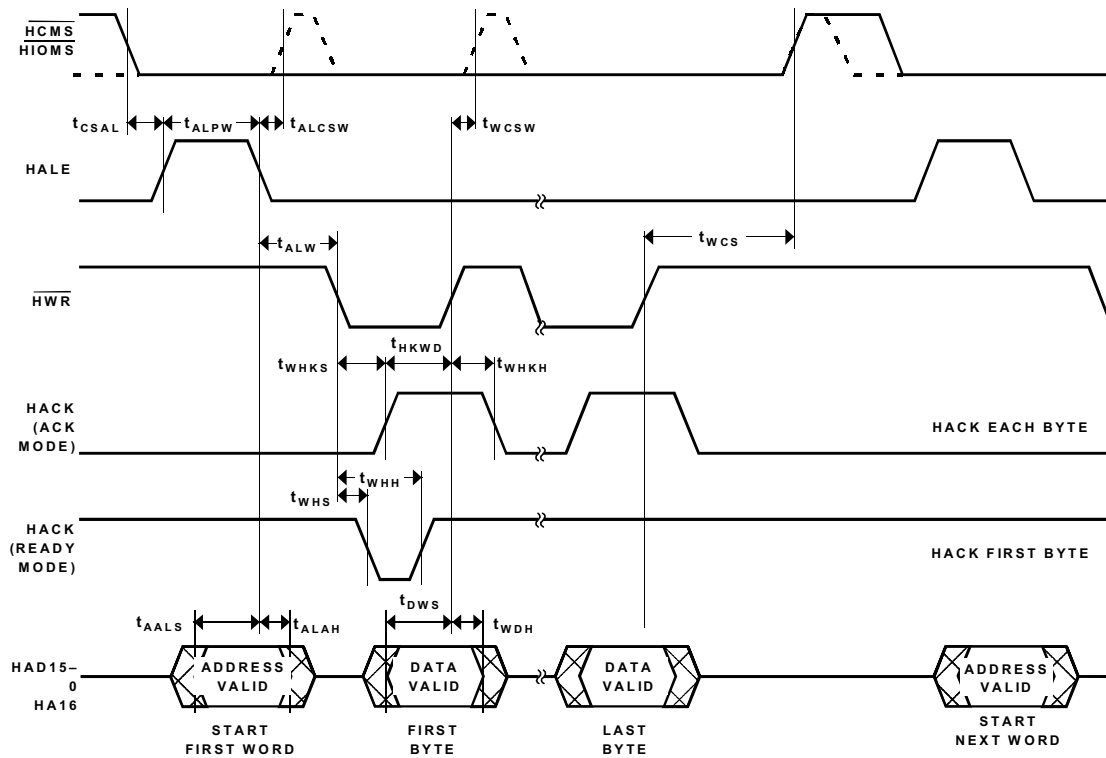 HCMS
HIOMS
tCSAL
tALPW
tALCSW
tWCSW
HALE
tALW
tWCS
HWR
tHKWD
tWHKS
tWHKH
HACK
(ACK
MODE)
HACK EACH BYTE
tWHH
tWHS
HACK
(READY
MODE)
HACK FIRST BYTE
tDWS
tAALS
tALAH
tWDH
HAD15–
0
HA16
ADDRESS
VALID
DATA
VALID
DATA
VALID
ADDRESS
VALID
START
FIRST WORD
FIRST
BYTE
LAST
BYTE
START
NEXT WORD